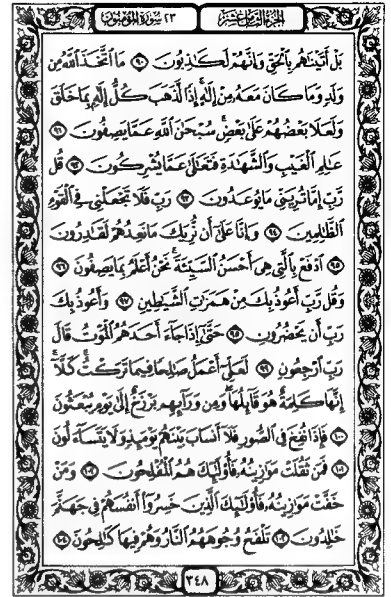 ٢٣ سورة المؤمنون
الجزء الثامن عشر
بَلْ أَتَيْنَٰهُم بِٱلْحَقِّ وَإِنَّهُمْ لَكَٰذِبُونَ ٩٠ مَا ٱتَّخَذَ ٱللَّهُ مِن
وَلَدٍ وَمَا كَانَ مَعَهُۥ مِنْ إِلَٰهٍ إِذًا لَّذَهَبَ كُلُّ إِلَٰهٍۭ بِمَا خَلَقَ
وَلَعَلَا بَعْضُهُمْ عَلَىٰ بَعْضٍ سُبْحَٰنَ ٱللَّهِ عَمَّا يَصِفُونَ ٩١
عَٰلِمِ ٱلْغَيْبِ وَٱلشَّهَٰدَةِ فَتَعَٰلَىٰ عَمَّا يُشْرِكُونَ ٩٢ قُل
رَّبِّ إِمَّا تُرِيَنِّى مَا يُوعَدُونَ ٩٣ رَبِّ فَلَا تَجْعَلْنِى فِى ٱلْقَوْمِ
ٱلظَّٰلِمِينَ ٩٤ وَإِنَّا عَلَىٰٓ أَن نُّرِيَكَ مَا نَعِدُهُمْ لَقَٰدِرُونَ
٩٥ ٱدْفَعْ بِٱلَّتِى هِىَ أَحْسَنُ ٱلسَّيِّئَةَ نَحْنُ أَعْلَمُ بِمَا يَصِفُونَ ٩٦
وَقُل رَّبِّ أَعُوذُ بِكَ مِنْ هَمَزَٰتِ ٱلشَّيَٰطِينِ ٩٧ وَأَعُوذُ بِكَ
رَبِّ أَن يَحْضُرُونِ ٩٨ حَتَّىٰٓ إِذَا جَآءَ أَحَدَهُمُ ٱلْمَوْتُ قَالَ
رَبِّ ٱرْجِعُونِ ٩٩ لَعَلِّىٓ أَعْمَلُ صَٰلِحًا فِيمَا تَرَكْتُ كَلَّآ
إِنَّهَا كَلِمَةٌ هُوَ قَآئِلُهَا وَمِن وَرَآئِهِم بَرْزَخٌ إِلَىٰ يَوْمِ يُبْعَثُونَ
١٠٠ فَإِذَا نُفِخَ فِى ٱلصُّورِ فَلَآ أَنسَابَ بَيْنَهُمْ يَوْمَئِذٍ وَلَا يَتَسَآءَلُونَ
١٠١ فَمَن ثَقُلَتْ مَوَٰزِينُهُۥ فَأُو۟لَٰٓئِكَ هُمُ ٱلْمُفْلِحُونَ ١٠٢ وَمَنْ
خَفَّتْ مَوَٰزِينُهُۥ فَأُو۟لَٰٓئِكَ ٱلَّذِينَ خَسِرُوٓا۟ أَنفُسَهُمْ فِى جَهَنَّمَ
خَٰلِدُونَ ١٠٣ تَلْفَحُ وُجُوهَهُمُ ٱلنَّارُ وَهُمْ فِيهَا كَٰلِحُونَ ١٠٤
٣٤٨